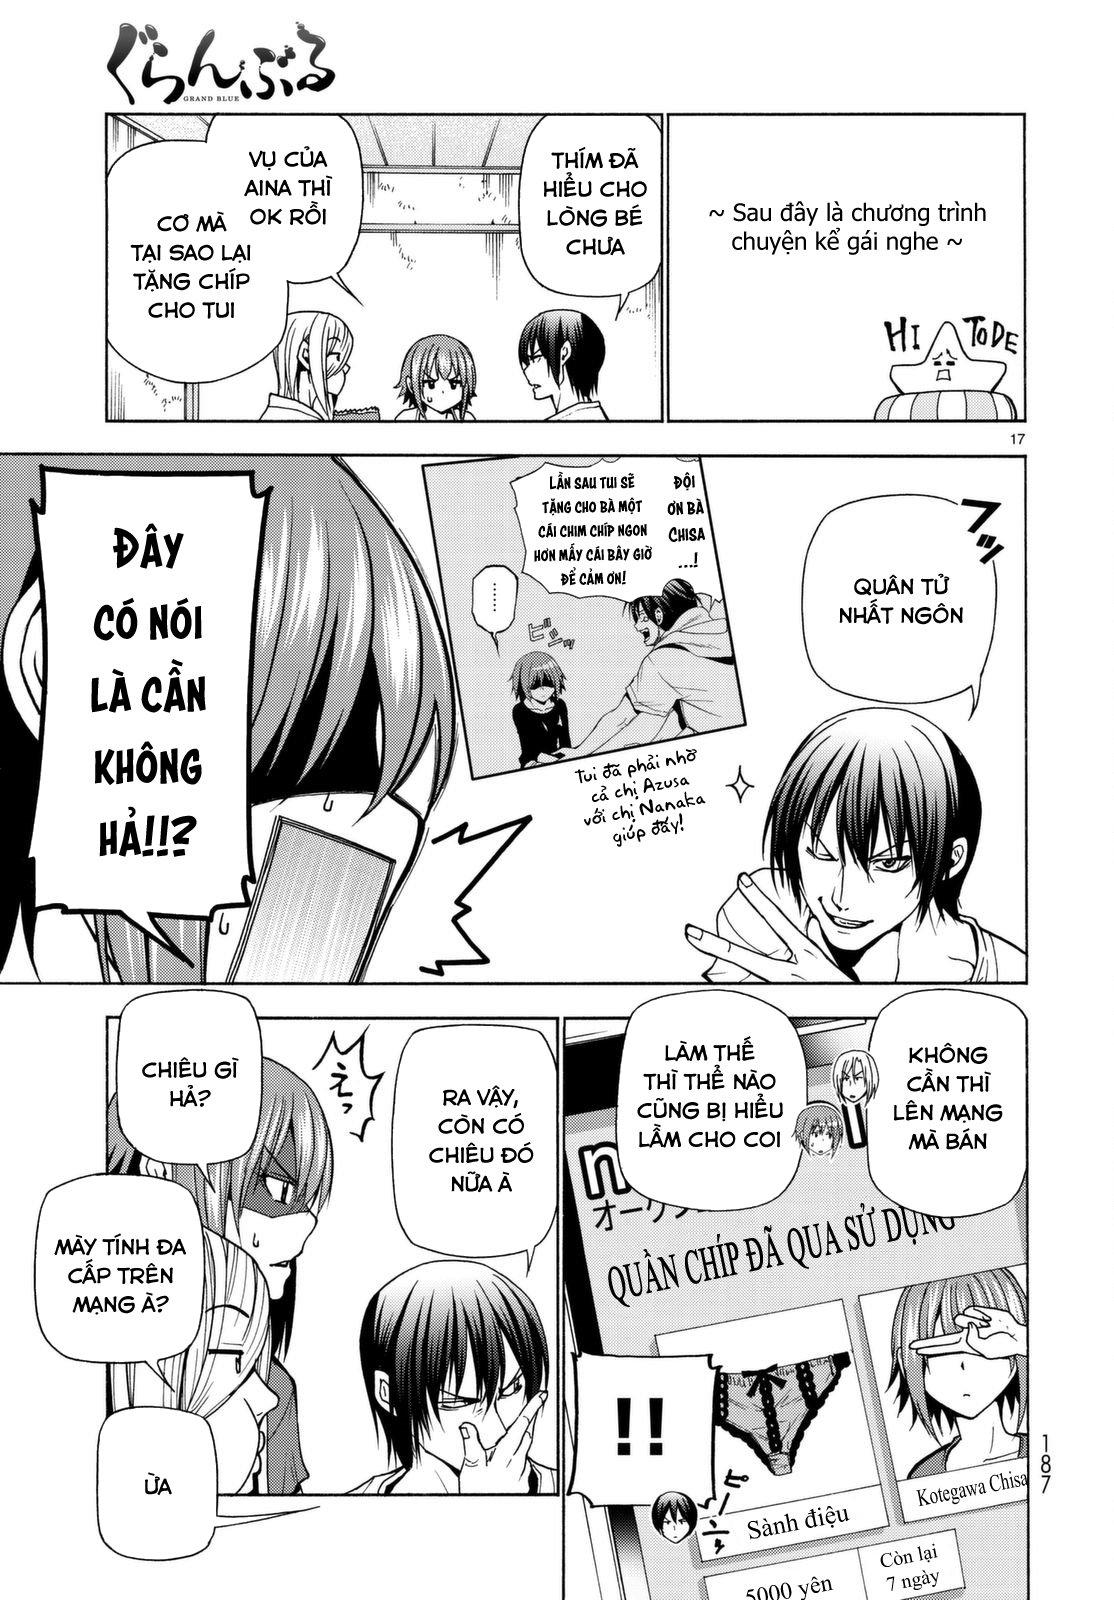 ぐらんぶる
GRAND BLUE
~ Sau đây là chương trình
chuyện kể gái nghe ~
HI TODE
THÍM ĐÃ
HIỂU CHO
LÒNG BÉ
CHƯA
VỤ CỦA
AINA THÌ
OK RỒI
CƠ MÀ
TẠI SAO LẠI
TẶNG CHÍP
CHO TUI
17
フッ
QUÂN TỬ
NHẤT NGÔN
ĐỘI
ƠN BÀ
CHISA
...!
LẦN SAU TUI SẼ
TẶNG CHO BÀ MỘT
CÁI CHIM CHÍP NGON
HƠN MẤY CÁI BÂY GIỜ
ĐỂ CẢM ƠN!
......
Tui đã phải nhờ
cả chị Azusa
với chị Nanaka
giúp đấy!
ĐÂY
CÓ NÓI
LÀ CẦN
KHÔNG
HẢ!!!?
KHÔNG
CẦN THÌ
LÊN MẠNG
MÀ BÁN
LÀM THẾ
THÌ THỂ NÀO
CŨNG BỊ HIỂU
LẦM CHO COI
QUẦN CHÍP ĐÃ QUA SỬ DỤNG
Kotegawa Chisa
Sành điệu
5000 yên
Còn lại
7 ngày
!!
RA VẬY,
CÒN CÓ
CHIÊU ĐÓ
NỮA À
えっ
CHIÊU GÌ
HẢ?
MÀY TÍNH ĐA
CẤP TRÊN
MẠNG À?
ỪA
187